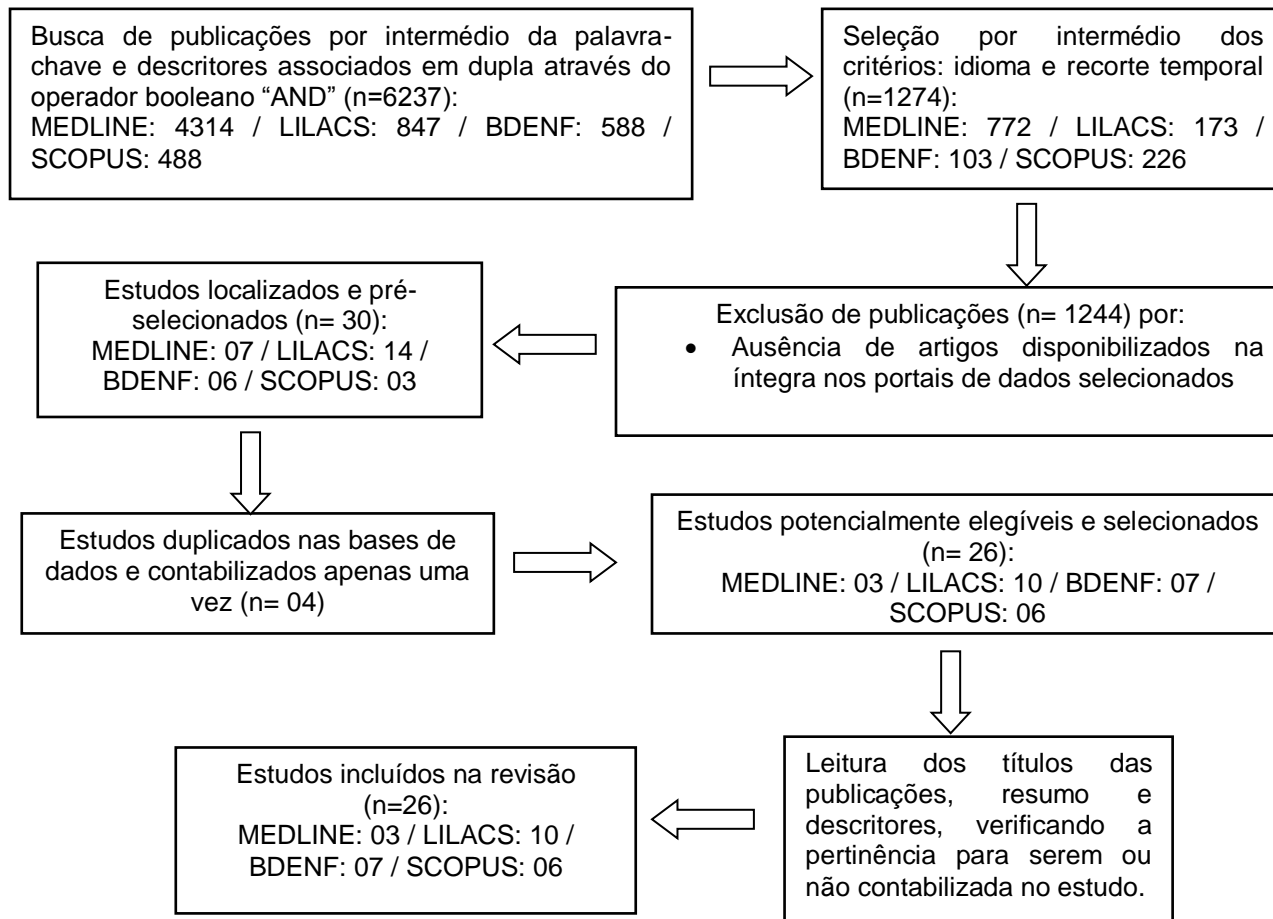 Busca de publicações por intermédio da palavra-
chave e descritores associados em dupla através do
operador booleano “AND” (n=6237):
MEDLINE: 4314 / LILACS: 847 / BDENF: 588 /
SCOPUS: 488
Seleção por intermédio dos
critérios: idioma e recorte temporal
(n=1274):
MEDLINE: 772 / LILACS: 173 /
BDENF: 103 / SCOPUS: 226
Exclusão de publicações (n= 1244) por:
• Ausência de artigos disponibilizados na
íntegra nos portais de dados selecionados
Estudos localizados e pré-
selecionados (n= 30):
MEDLINE: 07 / LILACS: 14 /
BDENF: 06 / SCOPUS: 03
Estudos duplicados nas bases de
dados e contabilizados apenas uma
vez (n= 04)
Estudos potencialmente elegíveis e selecionados
(n= 26):
MEDLINE: 03 / LILACS: 10 / BDENF: 07 /
SCOPUS: 06
Leitura dos títulos das
publicações, resumo e
descritores, verificando a
pertinência para serem ou
não contabilizada no estudo.
Estudos incluídos na revisão
(n=26):
MEDLINE: 03 / LILACS: 10 /
BDENF: 07 / SCOPUS: 06